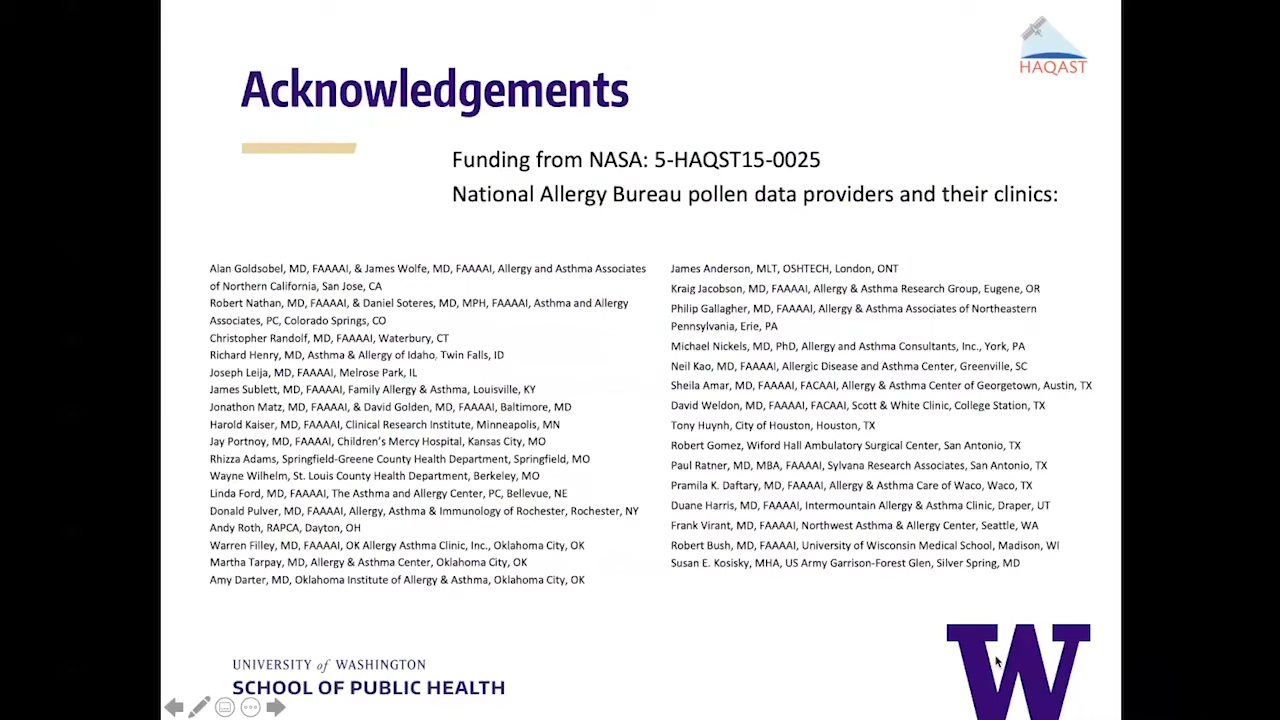 HAQAST
Acknowledgements
Funding from NASA: 5-HAQST15-0025
National Allergy Bureau pollen data providers and their clinics:
Alan Goldsobel, MD, FAAAAI, & James Wolfe, MD, FAAAAI, Allergy and Asthma Associates
of Northern California, San Jose, CA
Robert Nathan, MD, FAAAAI, & Daniel Soteres, MD, MPH, FAAAAI, Asthma and Allergy
Associates, PC, Colorado Springs, CO
Christopher Randolf, MD, FAAAAI, Waterbury, CT
Richard Henry, MD, Asthma & Allergy of Idaho, Twin Falls, ID
Joseph Leija, MD, FAAAAI, Melrose Park, IL
James Sublett, MD, FAAAAI, Family Allergy & Asthma, Louisville, KY
Jonathon Matz, MD, FAAAAI, & David Golden, MD, FAAAAI, Baltimore, MD
Harold Kaiser, MD, FAAAAI, Clinical Research Institute, Minneapolis, MN
Jay Portnoy, MD, FAAAAI, Children's Mercy Hospital, Kansas City, MO
Rhizza Adams, Springfield-Greene County Health Department, Springfield, MO
Wayne Wilhelm, St. Louis County Health Department, Berkeley, MO
Linda Ford, MD, FAAAAI, The Asthma and Allergy Center, PC, Bellevue, NE
Donald Pulver, MD, FAAAAI, Allergy, Asthma & Immunology of Rochester, Rochester, NY
Andy Roth, RAPCA, Dayton, OH
Warren Filley, MD, FAAAAI, OK Allergy Asthma Clinic, Inc., Oklahoma City, OK
Martha Tarpay, MD, Allergy & Asthma Center, Oklahoma City, OK
Amy Darter, MD, Oklahoma Institute of Allergy & Asthma, Oklahoma City, OK
James Anderson, MLT, OSHTECH, London, ONT
Kraig Jacobson, MD, FAAAAI, Allergy & Asthma Research Group, Eugene, OR
Philip Gallagher, MD, FAAAAI, Allergy & Asthma Associates of Northeastern
Pennsylvania, Erie, PA
Michael Nickels, MD, PhD, Allergy and Asthma Consultants, Inc., York, PA
Neil Kao, MD, FAAAAI, Allergic Disease and Asthma Center, Greenville, SC
Sheila Amar, MD, FAAAAI, FACAAI, Allergy & Asthma Center of Georgetown, Austin, TX
David Weldon, MD, FAAAAI, FACAAI, Scott & White Clinic, College Station, TX
Tony Huynh, City of Houston, Houston, TX
Robert Gomez, Wiford Hall Ambulatory Surgical Center, San Antonio, TX
Paul Ratner, MD, MBA, FAAAAI, Sylvana Research Associates, San Antonio, TX
Pramila K. Daftary, MD, FAAAAI, Allergy & Asthma Care of Waco, Waco, TX
Duane Harris, MD, FAAAAI, Intermountain Allergy & Asthma Clinic, Draper, UT
Frank Virant, MD, FAAAAI, Northwest Asthma & Allergy Center, Seattle, WA
Robert Bush, MD, FAAAAI, University of Wisconsin Medical School, Madison, WI
Susan E. Kosisky, MHA, US Army Garrison-Forest Glen, Silver Spring, MD
UNIVERSITY of WASHINGTON
SCHOOL OF PUBLIC HEALTH
W